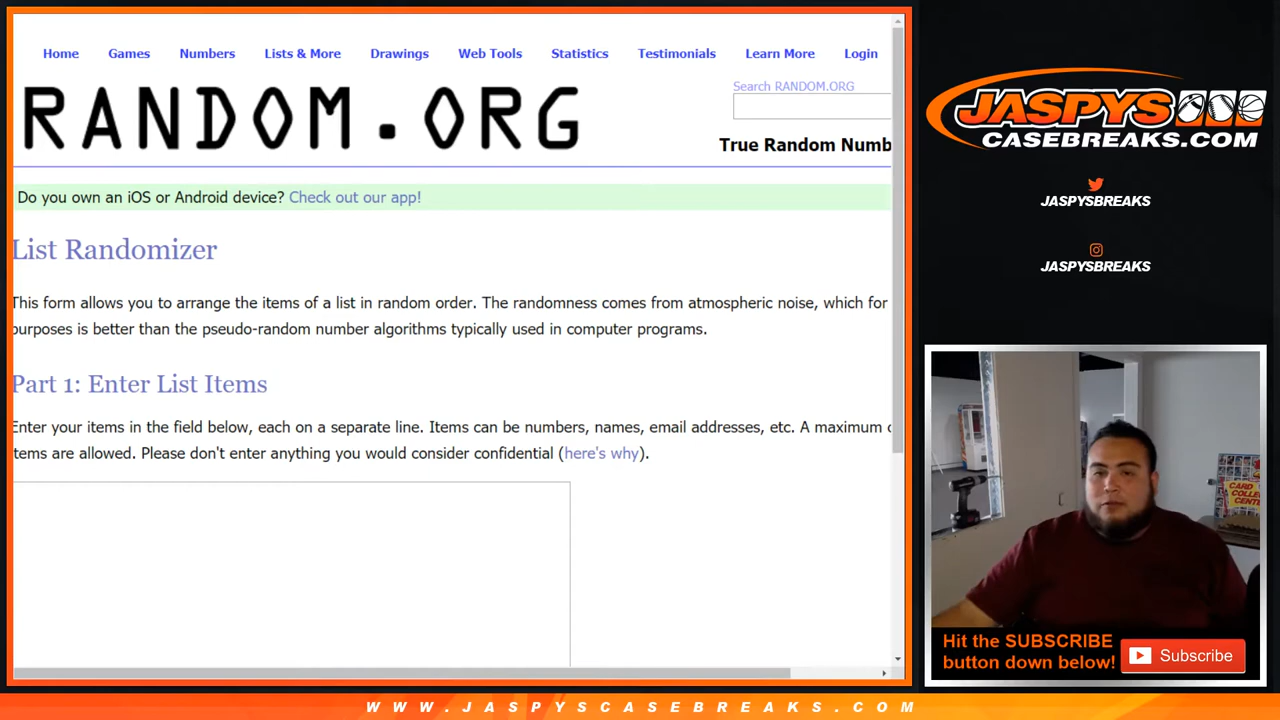 Home Games Numbers Lists & More Drawings Web Tools Statistics Testimonials Learn More Login
RANDOM.ORG
Search RANDOM.ORG
True Random Numb
Do you own an iOS or Android device? Check out our app!
List Randomizer
This form allows you to arrange the items of a list in random order. The randomness comes from atmospheric noise, which for
purposes is better than the pseudo-random number algorithms typically used in computer programs.
Part 1: Enter List Items
Enter your items in the field below, each on a separate line. Items can be numbers, names, email addresses, etc. A maximum
items are allowed. Please don't enter anything you would consider confidential (here's why).
JASPYS
CASEBREAKS.COM
JASPYSBREAKS
JASPYSBREAKS
CARD
Hit the SUBSCRIBE
button down below!
Subscribe
WWW.JASPYSCASEBREAKS.COM